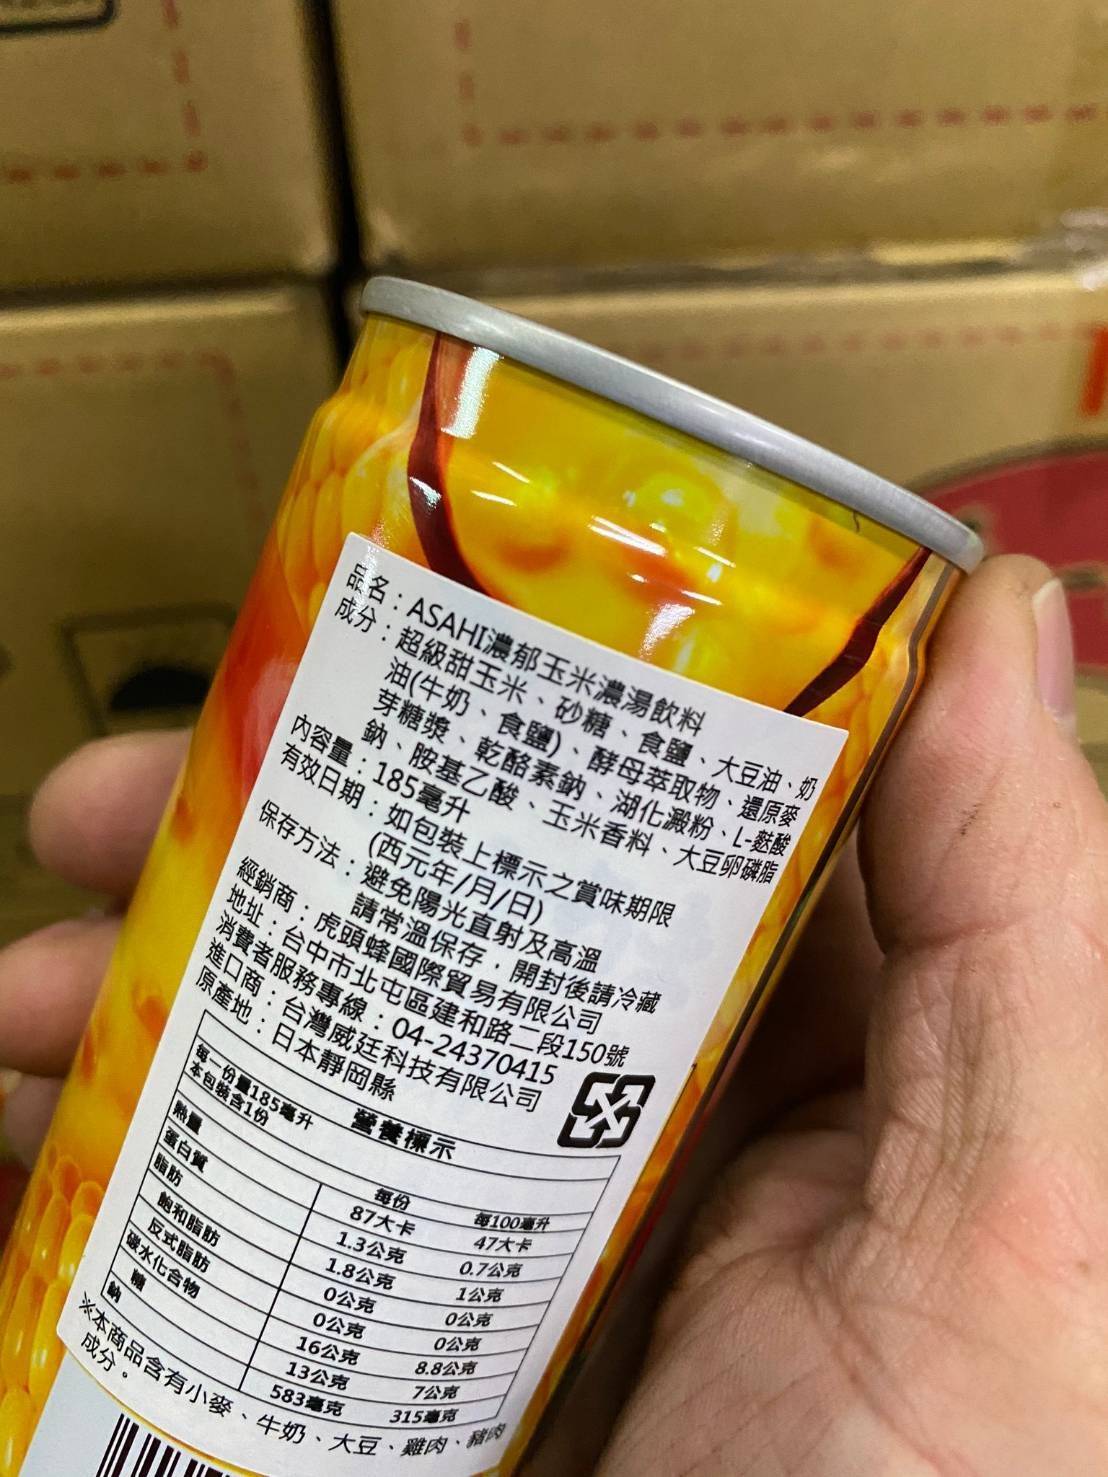 品名：ASAHI濃郁玉米濃湯飲料
成分：超級甜玉米、砂糖、食鹽、大豆油、奶
油(牛奶、食鹽)、酵母萃取物、還原麥
芽糖漿、乾酪素鈉、湖化澱粉、L-麩酸
鈉、胺基乙酸、玉米香料、大豆卵磷脂
內容量：185毫升
有效日期：如包裝上標示之賞味期限
(西元年/月/日)
保存方法：避免陽光直射及高溫
請常溫保存，開封後請冷藏
經銷商：虎頭蜂國際貿易有限公司
地址：台中市北屯區建和路二段150號
消費者服務專線：04-24370415
進口商：台灣威廷科技有限公司
原產地：日本靜岡縣
營養標示
每一份量185毫升
本包裝含1份
每份 每100毫升
熱量 87大卡 47大卡
蛋白質 1.3公克 0.7公克
脂肪 1.8公克 1公克
飽和脂肪 0公克 0公克
反式脂肪 0公克 0公克
碳水化合物 16公克 8.8公克
糖 13公克 7公克
鈉 583毫克 315毫克
※本商品含有小麥、牛奶、大豆、雞肉、豬肉
成分。